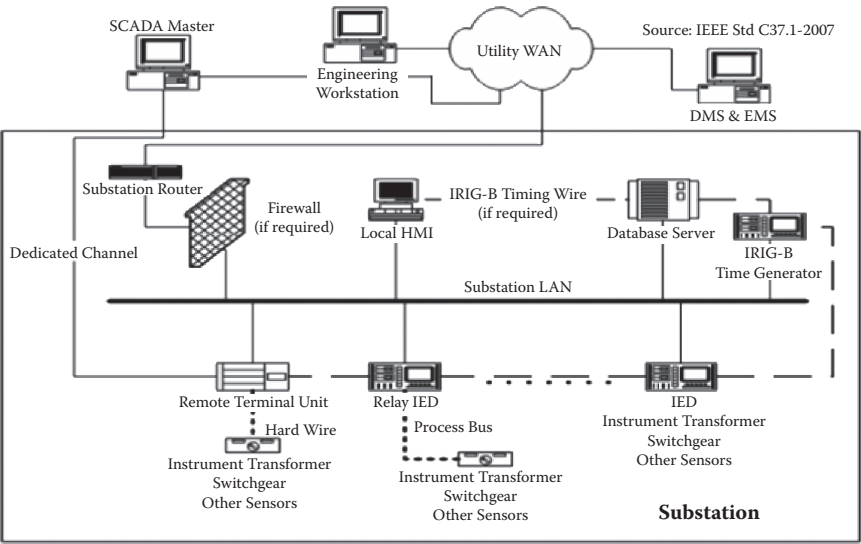 SCADA Master
Engineering
Workstation
Utility WAN
Source: IEEE Std C37.1-2007
DMS & EMS
Substation Router
Firewall
(if required)
Local HMI
IRIG-B Timing Wire
(if required)
Database Server
IRIG-B
Time Generator
Dedicated Channel
Substation LAN
Remote Terminal Unit
Hard Wire
Instrument Transformer
Switchgear
Other Sensors
Relay IED
Process Bus
Instrument Transformer
Switchgear
Other Sensors
IED
Instrument Transformer
Switchgear
Other Sensors
Substation